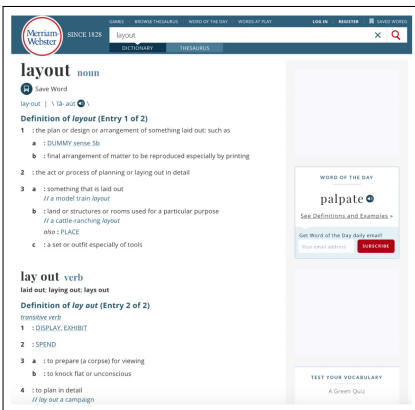 GAMES BROWSE THESAURUS WORD OF THE DAY WORDS AT PLAY LOG IN REGISTER SAVED WORDS
Merriam-Webster
SINCE 1828
layout
DICTIONARY THESAURUS
layout noun
Save Word
lay·out | \ ˈlā-ˌau̇t \
Definition of layout (Entry 1 of 2)
1 : the plan or design or arrangement of something laid out: such as
a : DUMMY sense 5b
b : final arrangement of matter to be reproduced especially by printing
2 : the act or process of planning or laying out in detail
3 a : something that is laid out
// a model train layout
b : land or structures or rooms used for a particular purpose
// a cattle-ranching layout
also : PLACE
c : a set or outfit especially of tools
lay out verb
laid out; laying out; lays out
Definition of lay out (Entry 2 of 2)
transitive verb
1 : DISPLAY, EXHIBIT
2 : SPEND
3 a : to prepare (a corpse) for viewing
b : to knock flat or unconscious
4 : to plan in detail
// lay out a campaign
WORD OF THE DAY
palpate
See Definitions and Examples »
Get Word of the Day daily email!
Your email address SUBSCRIBE
TEST YOUR VOCABULARY
A Green Quiz